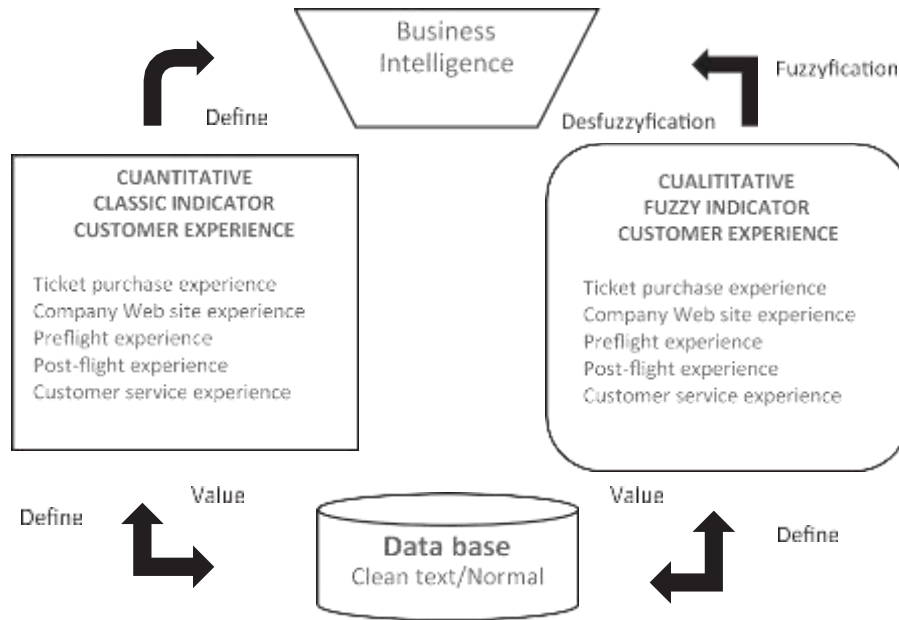 Business
Intelligence
Fuzzyfication
Define
Desfuzzyfication
CUANTITATIVE
CLASSIC INDICATOR
CUSTOMER EXPERIENCE
Ticket purchase experience
Company Web site experience
Preflight experience
Post-flight experience
Customer service experience
CUALITITATIVE
FUZZY INDICATOR
CUSTOMER EXPERIENCE
Ticket purchase experience
Company Web site experience
Preflight experience
Post-flight experience
Customer service experience
Value
Define
Value
Define
Data base
Clean text/Normal